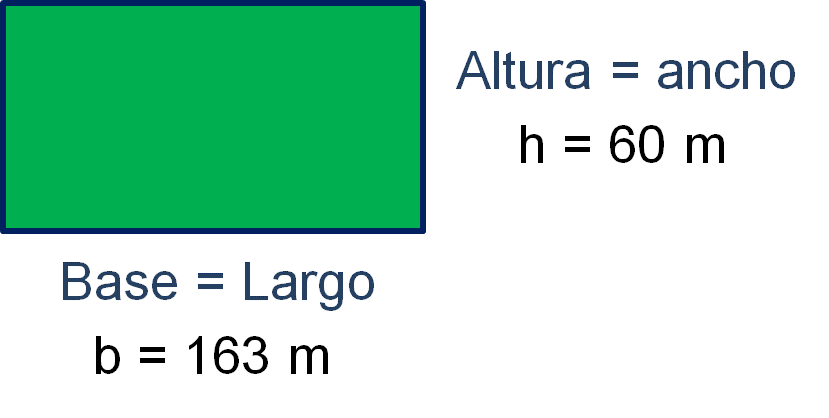 Altura = ancho
h = 60 m
Base = Largo
b = 163 m